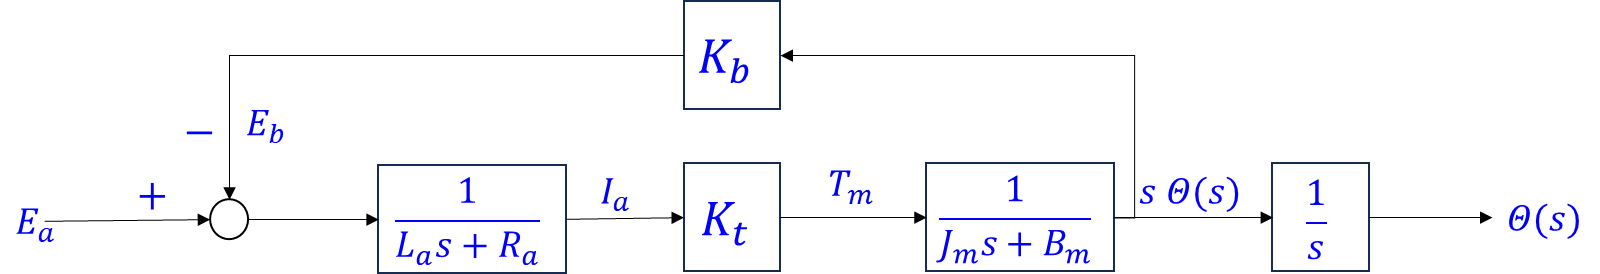 K_b
− E_b
+
E_a
1/(L_a s + R_a)
I_a
K_t
T_m
1/(J_m s + B_m)
s Θ(s)
1/s
Θ(s)